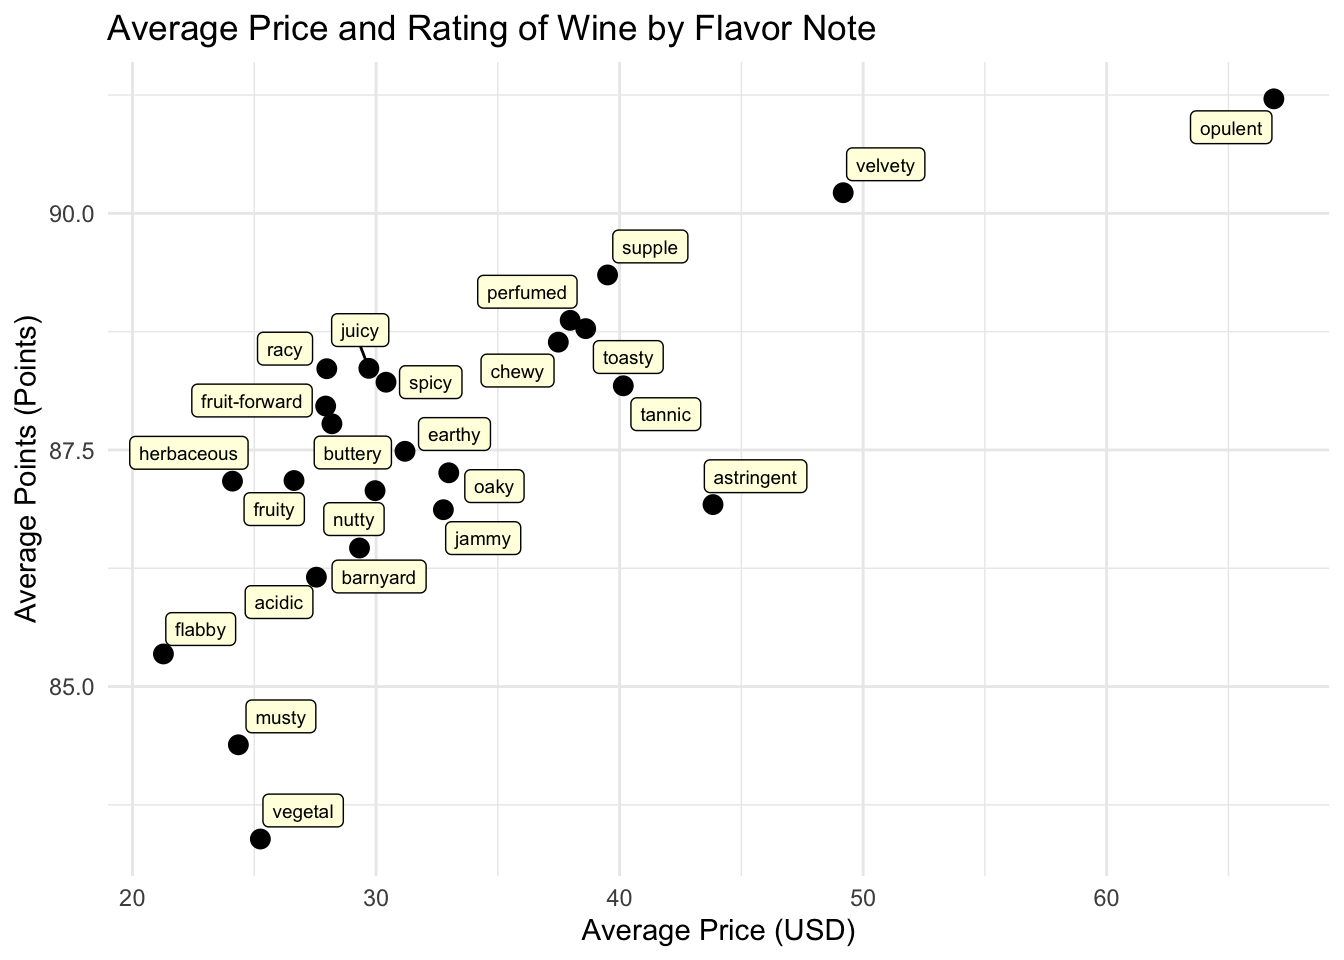 Average Price and Rating of Wine by Flavor Note
opulent
velvety
90.0
supple
perfumed
juicy
racy
toasty
chewy
spicy
fruit-forward
tannic
earthy
herbaceous
buttery
87.5
astringent
oaky
fruity
nutty
jammy
barnyard
acidic
flabby
85.0
musty
vegetal
20 30 40 50 60
Average Price (USD)
Average Points (Points)